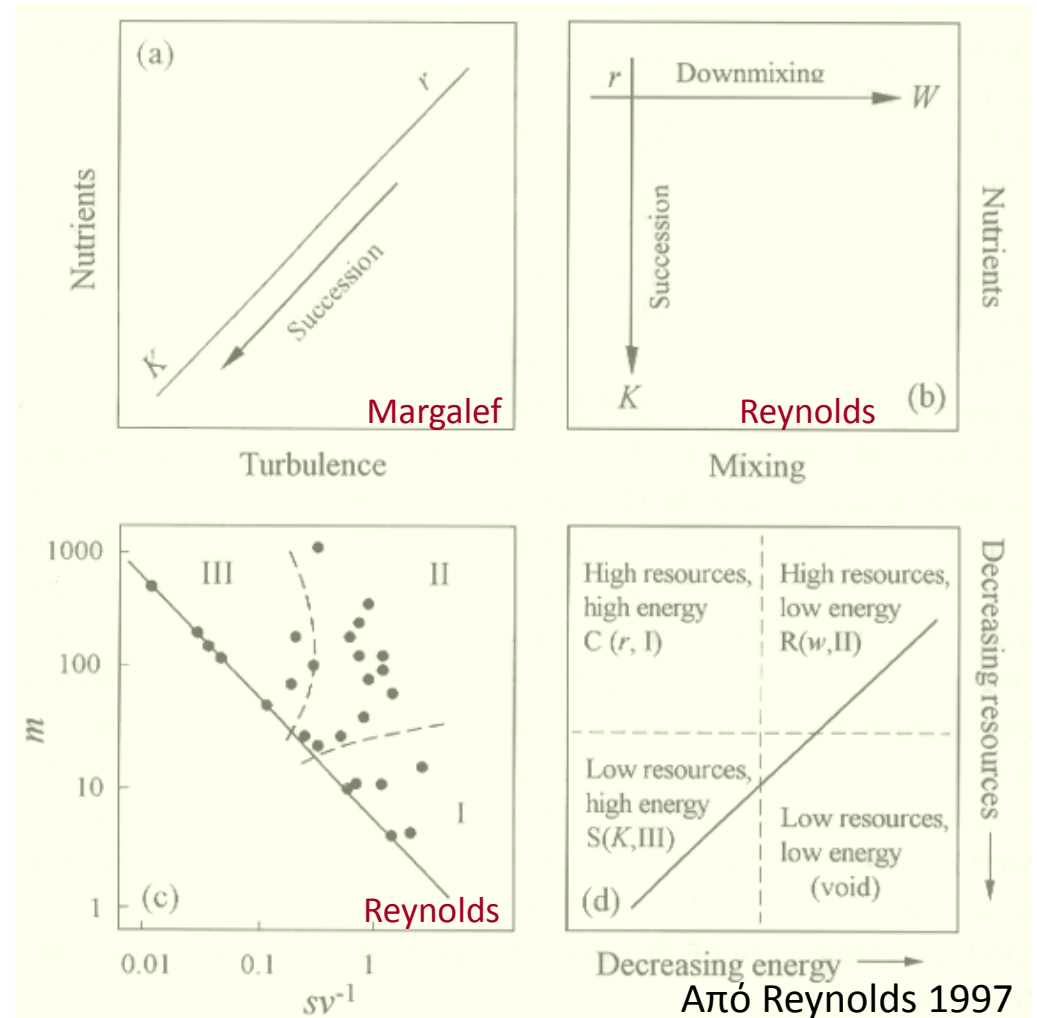 (a)
r
Nutrients
Succession
K
Margalef
Turbulence
r
Downmixing
W
Succession
Nutrients
K
Reynolds
(b)
Mixing
1000
100
10
1
m
III
II
I
(c)
Reynolds
0.01
0.1
1
sv⁻¹
High resources,
high energy
C (r, I)
High resources,
low energy
R(w,II)
Low resources,
high energy
S(K,III)
Low resources,
low energy
(void)
(d)
Decreasing resources
Decreasing energy
Από Reynolds 1997